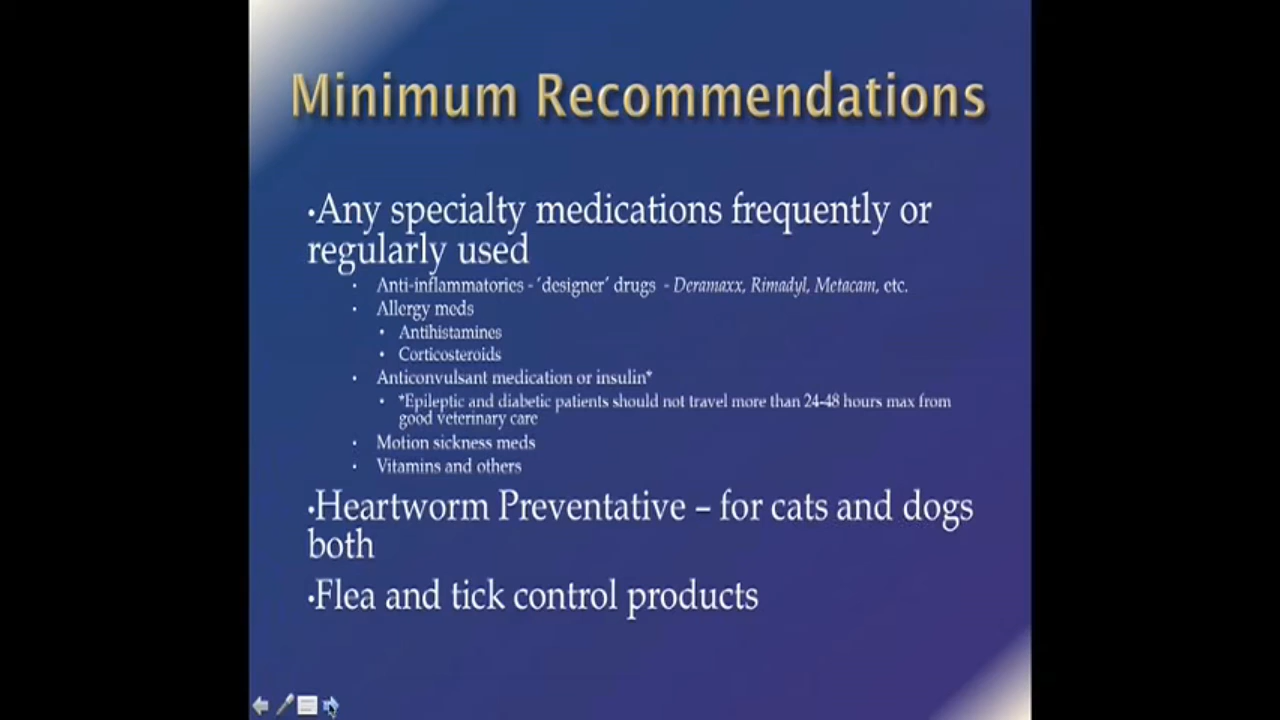 Minimum Recommendations
•Any specialty medications frequently or
regularly used
• Anti-inflammatories - 'designer' drugs - Deramaxx, Rimadyl, Metacam, etc.
• Allergy meds
• Antihistamines
• Corticosteroids
• Anticonvulsant medication or insulin*
• *Epileptic and diabetic patients should not travel more than 24-48 hours max from
good veterinary care
• Motion sickness meds
• Vitamins and others
•Heartworm Preventative – for cats and dogs
both
•Flea and tick control products